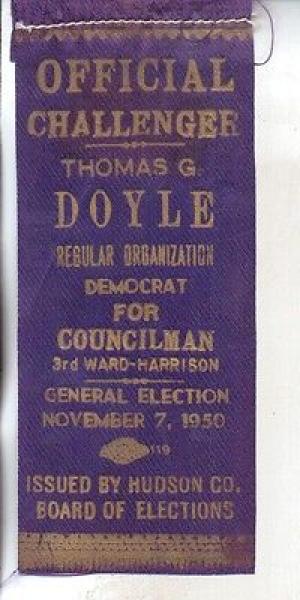 OFFICIAL
CHALLENGER
THOMAS G.
DOYLE
REGULAR ORGANIZATION
DEMOCRAT
FOR
COUNCILMAN
3rd WARD-HARRISON
GENERAL ELECTION
NOVEMBER 7, 1950
119
ISSUED BY HUDSON CO.
BOARD OF ELECTIONS